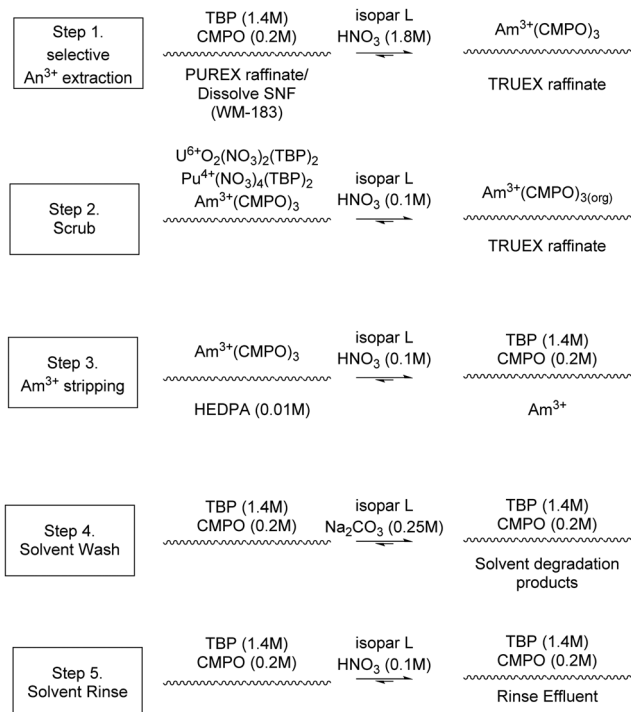 Step 1.
selective
An³⁺ extraction
TBP (1.4M)
CMPO (0.2M)
PUREX raffinate/
Dissolve SNF
(WM-183)
isopar L
HNO₃ (1.8M)
Am³⁺(CMPO)₃
TRUEX raffinate
Step 2.
Scrub
U⁶⁺O₂(NO₃)₂(TBP)₂
Pu⁴⁺(NO₃)₄(TBP)₂
Am³⁺(CMPO)₃
isopar L
HNO₃ (0.1M)
Am³⁺(CMPO)₃₍ₒᵣg₎
TRUEX raffinate
Step 3.
Am³⁺ stripping
Am³⁺(CMPO)₃
HEDPA (0.01M)
isopar L
HNO₃ (0.1M)
TBP (1.4M)
CMPO (0.2M)
Am³⁺
Step 4.
Solvent Wash
TBP (1.4M)
CMPO (0.2M)
isopar L
Na₂CO₃ (0.25M)
TBP (1.4M)
CMPO (0.2M)
Solvent degradation
products
Step 5.
Solvent Rinse
TBP (1.4M)
CMPO (0.2M)
isopar L
HNO₃ (0.1M)
TBP (1.4M)
CMPO (0.2M)
Rinse Effluent